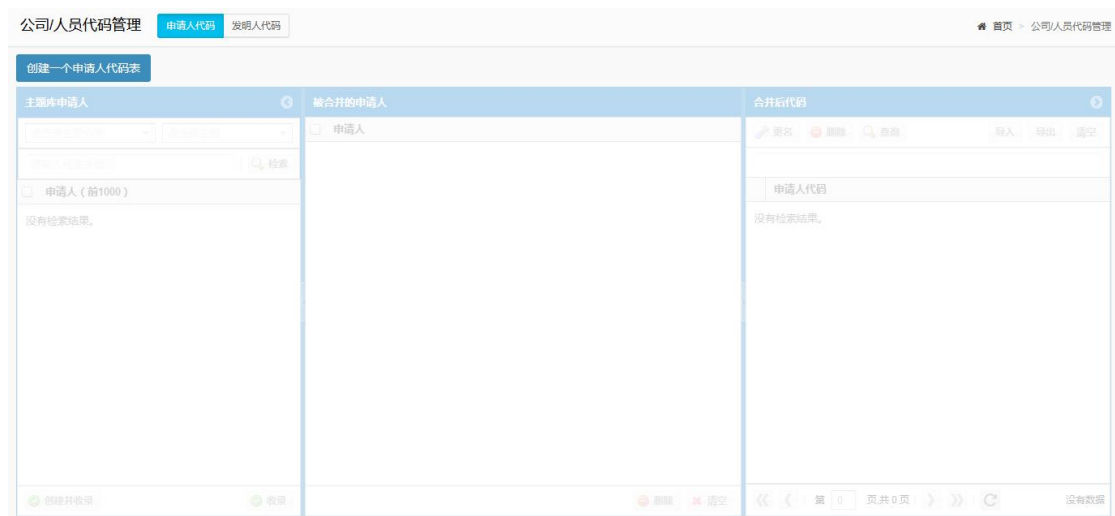 公司/人员代码管理 申请人代码 发明人代码 首页 > 公司/人员代码管理
创建一个申请人代码表
主题库申请人 被合并的申请人 合并后代码
申请人 更名 删除 查询 导入 导出 清空
检索
申请人（前1000） 申请人代码
没有检索结果。 没有检索结果。
创建并收录 收录 删除 清空 第 0 页,共 0 页 没有数据